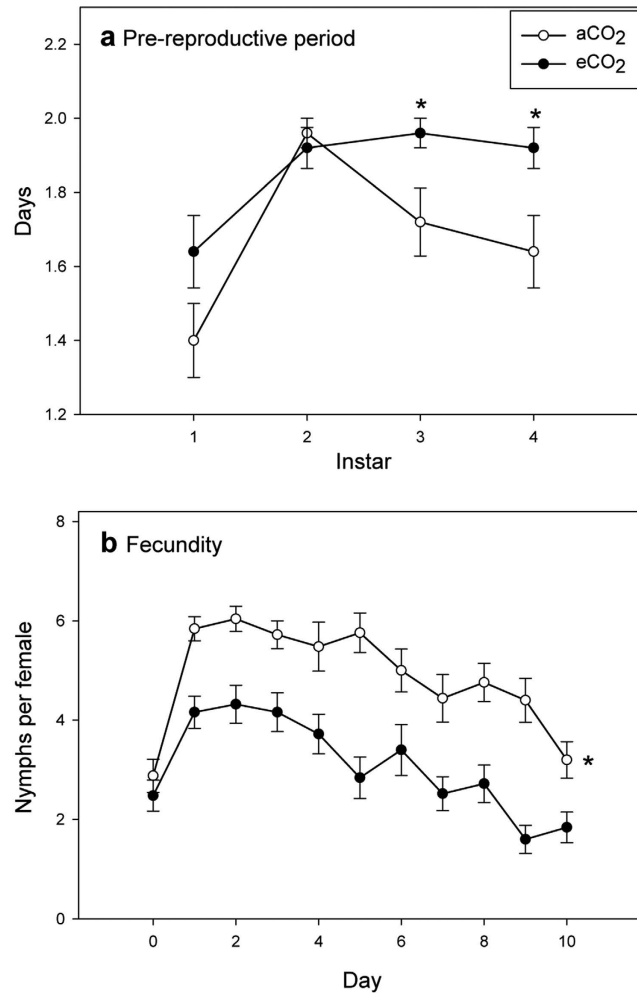 a Pre-reproductive period
aCO₂
eCO₂
2.2
2.0
1.8
1.6
1.4
1.2
Days
*
*
1 2 3 4
Instar
b Fecundity
8
6
4
2
0
Nymphs per female
*
0 2 4 6 8 10
Day